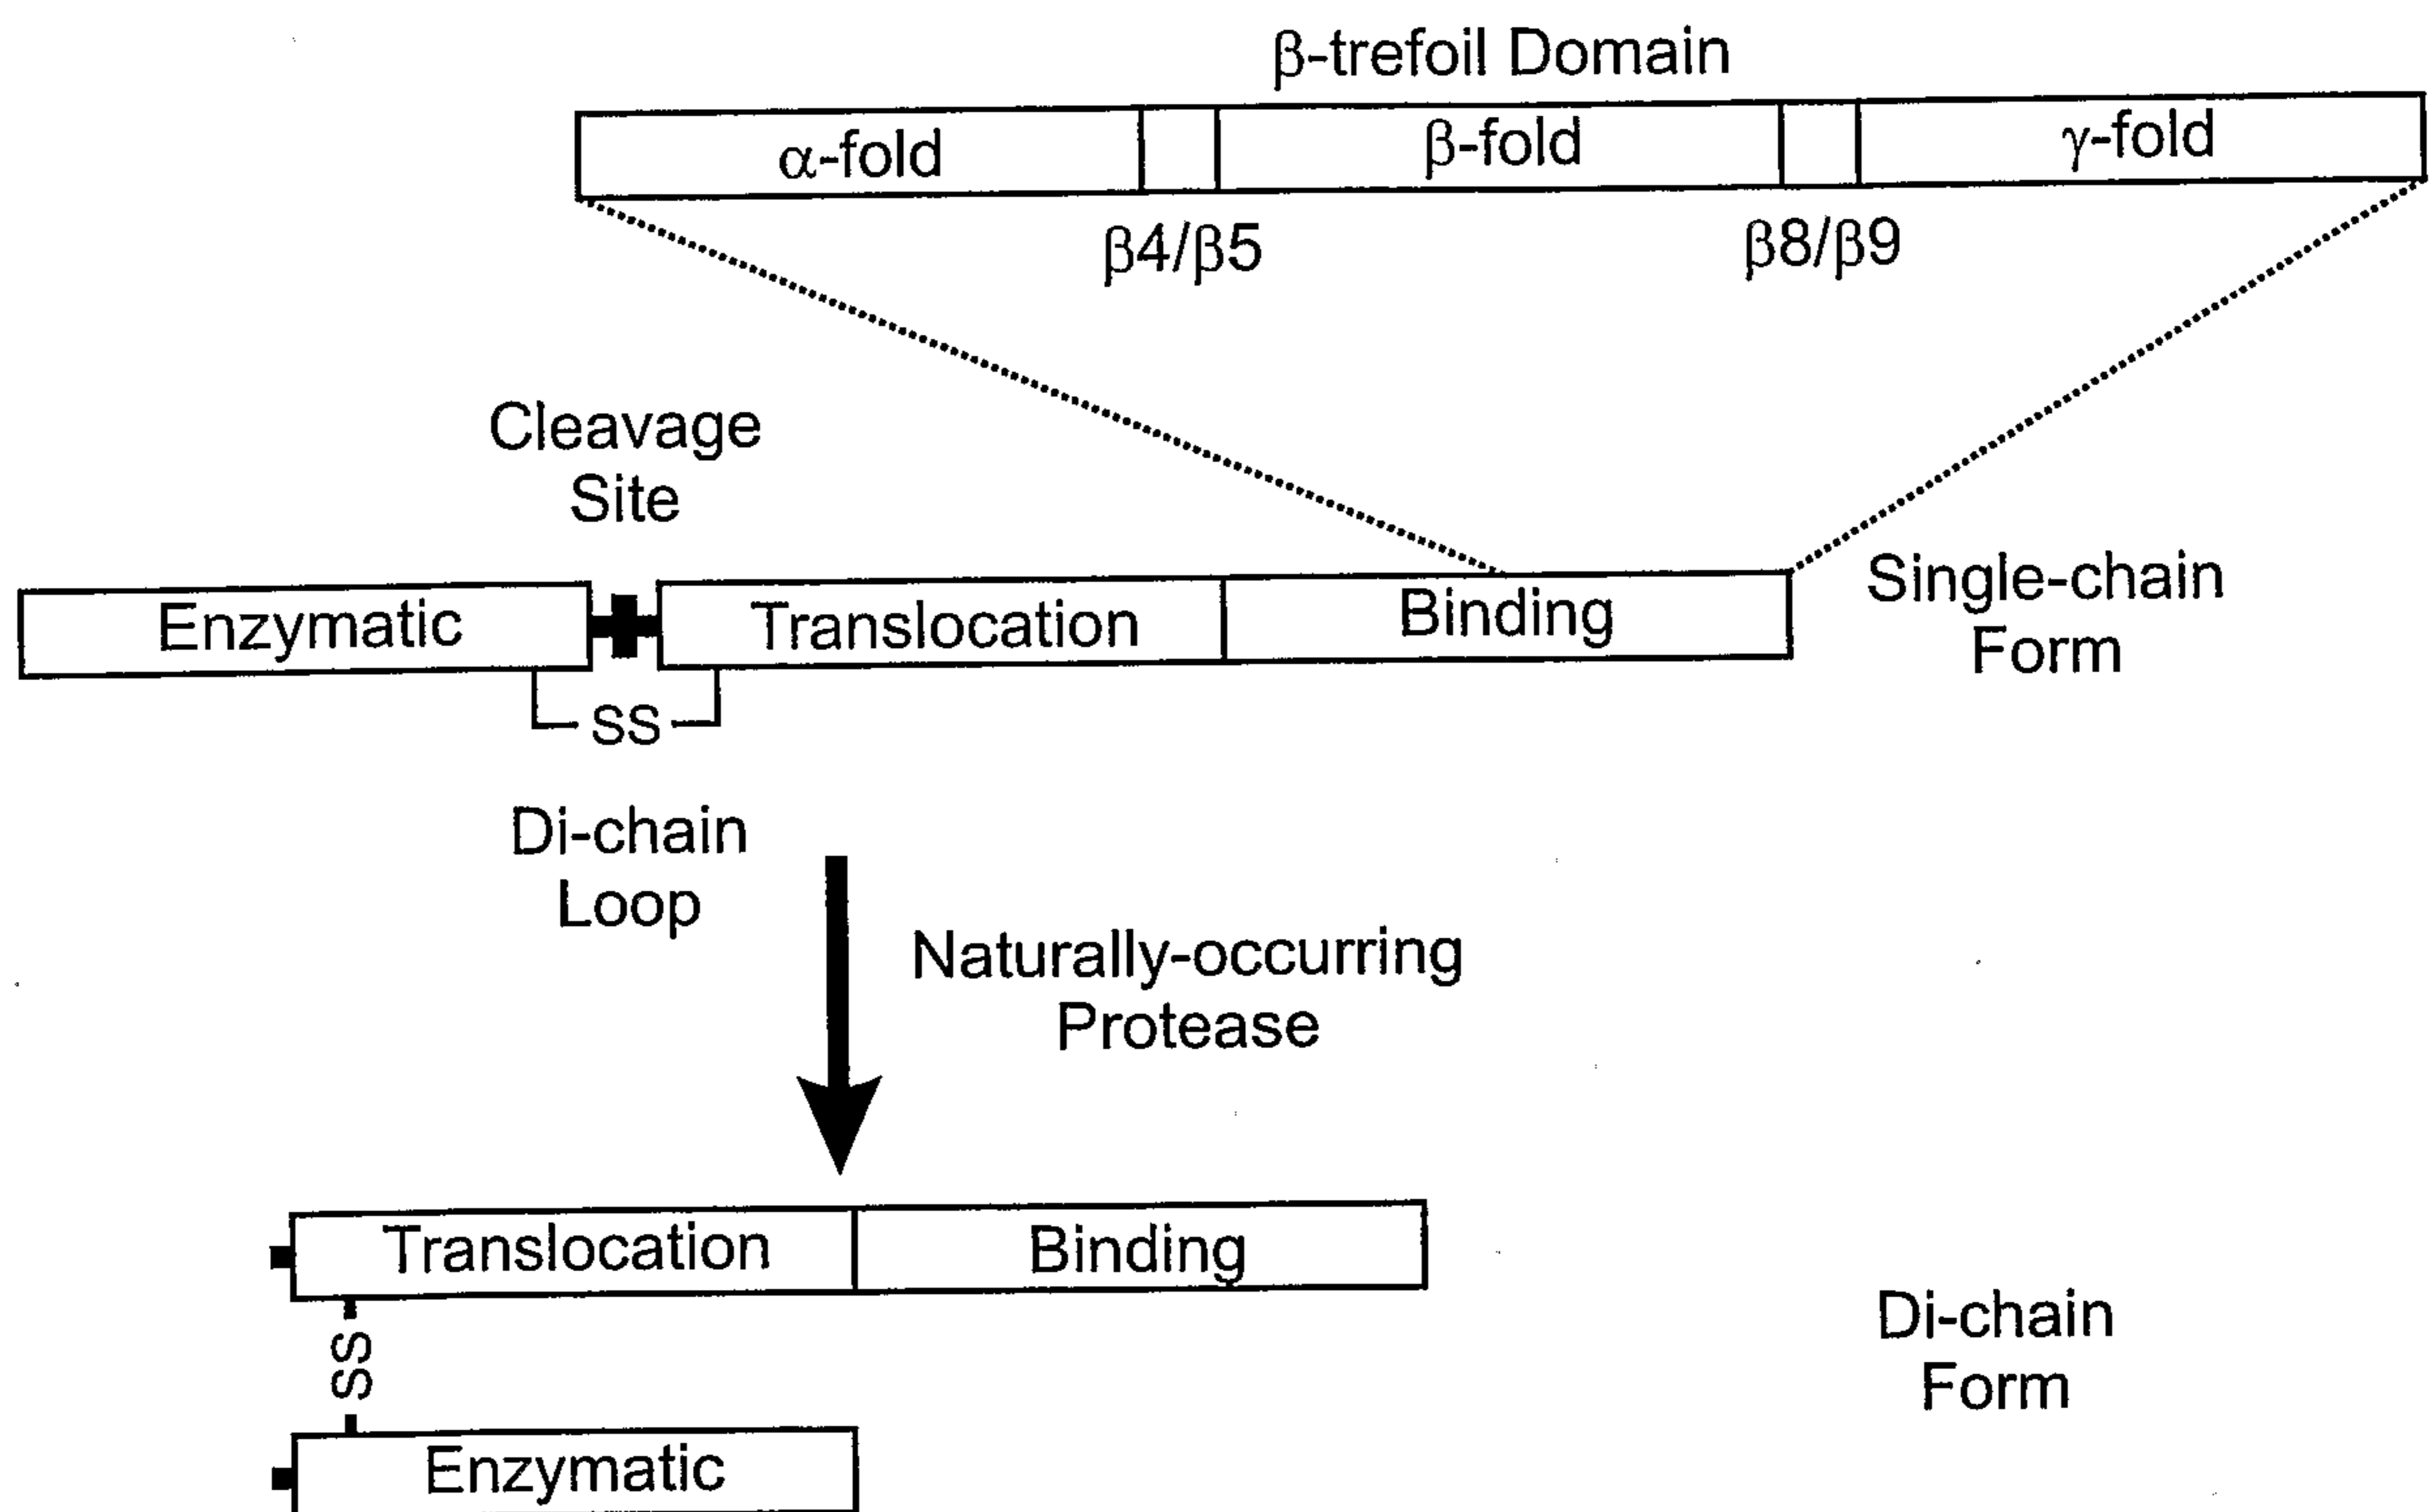 β-trefoil Domain
α-fold
β-fold
γ-fold
β4/β5
β8/β9
Cleavage
Site
Enzymatic
Translocation
Binding
Single-chain
Form
SS
Di-chain
Loop
Naturally-occurring
Protease
Translocation
Binding
SS
Di-chain
Form
Enzymatic